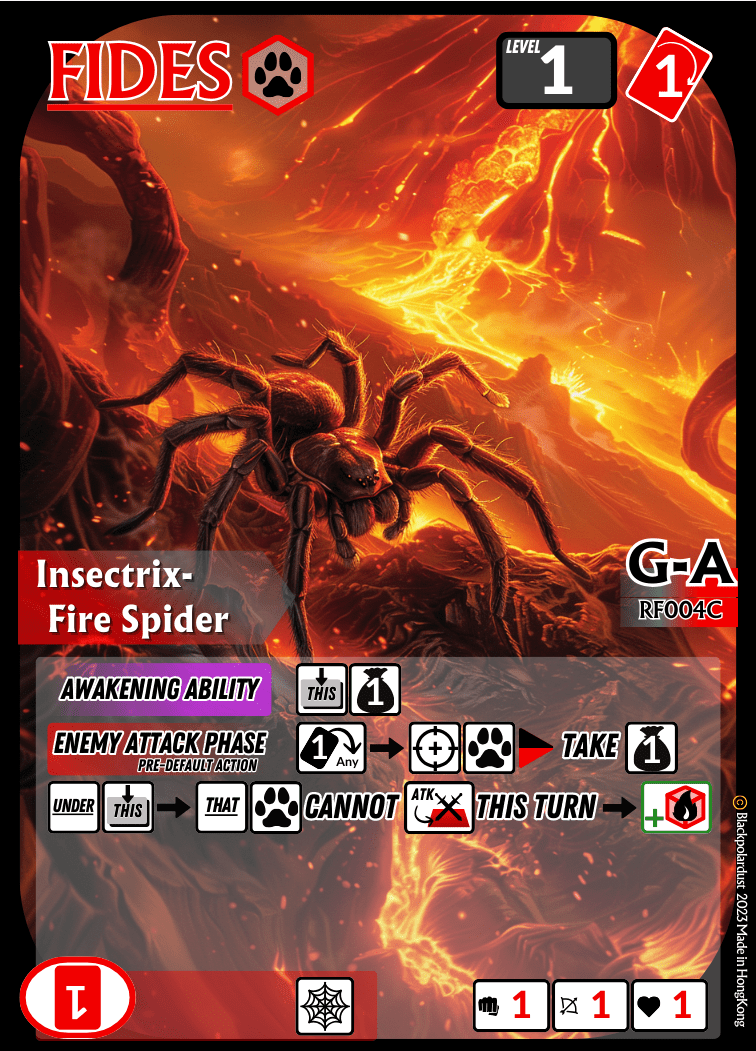 FIDES
LEVEL 1
1
Insectrix-
Fire Spider
G-A
RF004C
AWAKENING ABILITY THIS 1
ENEMY ATTACK PHASE 1 Any TAKE 1
PRE-DEFAULT ACTION
UNDER THIS THAT CANNOT ATK THIS TURN +
1
1 1 1
© Blackpolardust 2023 Made in HongKong